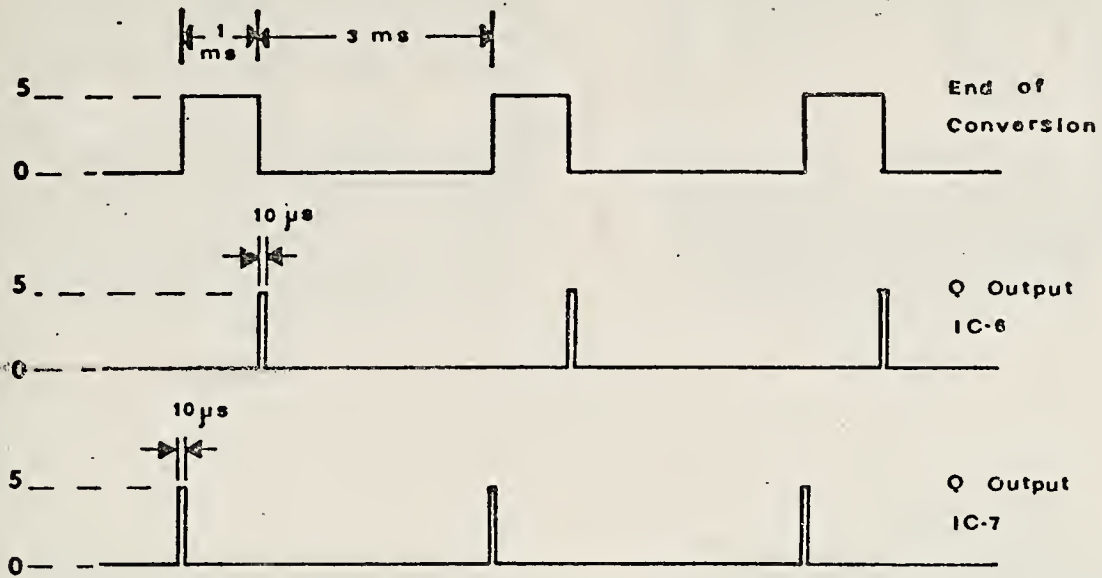 1
ms
3 ms
5
0
End of
Conversion
10 µs
5
0
Q Output
IC-6
10 µs
5
0
Q Output
IC-7